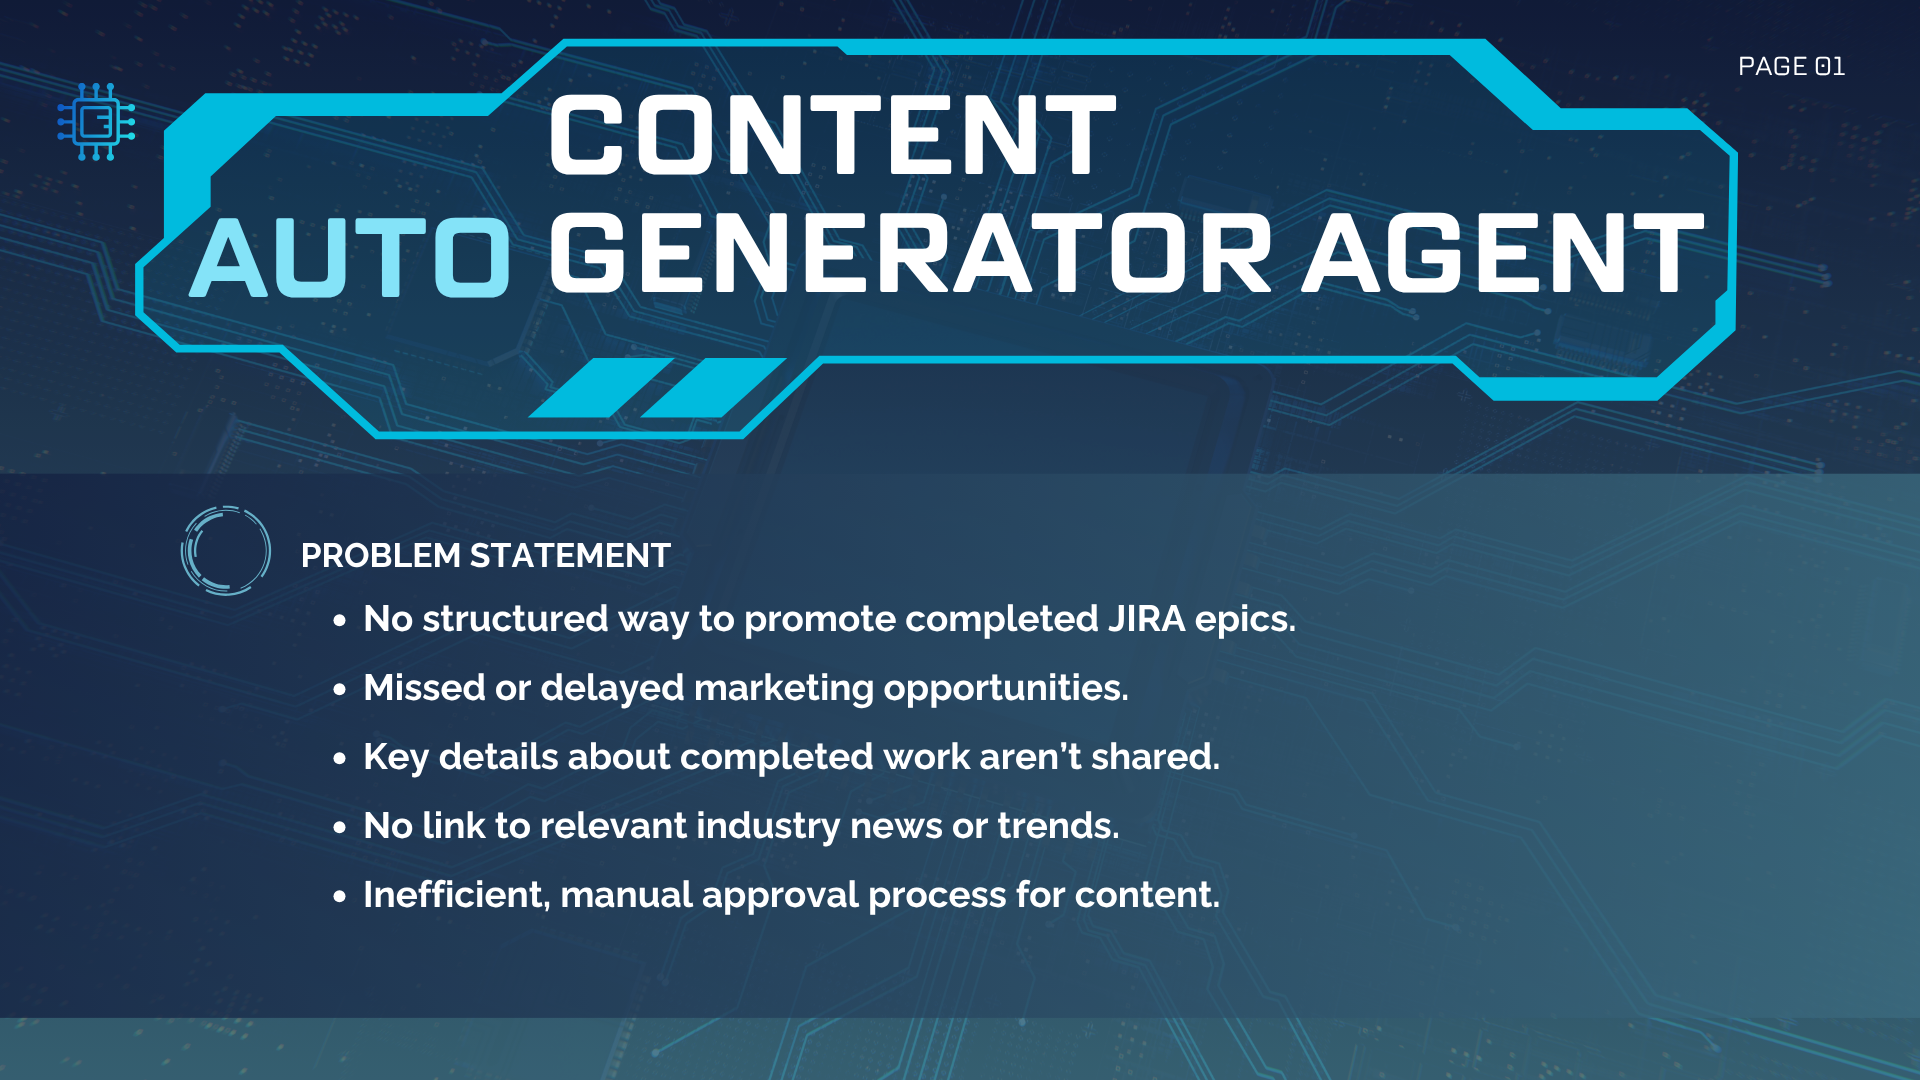 PAGE 01
CONTENT
AUTO GENERATOR AGENT
PROBLEM STATEMENT
• No structured way to promote completed JIRA epics.
• Missed or delayed marketing opportunities.
• Key details about completed work aren’t shared.
• No link to relevant industry news or trends.
• Inefficient, manual approval process for content.